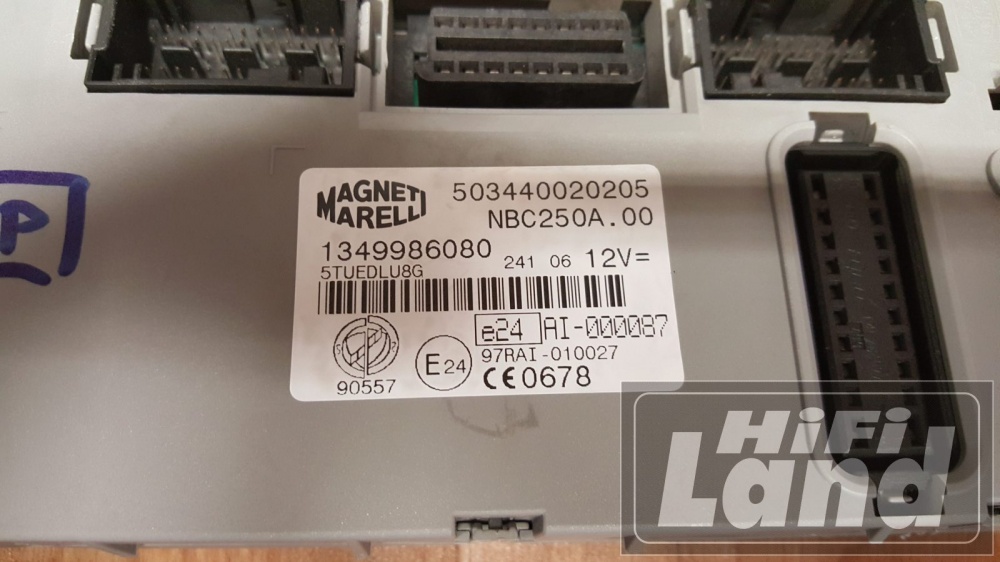 P
MAGNETI
MARELLI
503440020205
NBC250A.00
1349986080
241 06
12V=
5TUEDLU8G
e24
AI-000087
97RAI-010027
E24
90557
CE0678
HiFi
Land